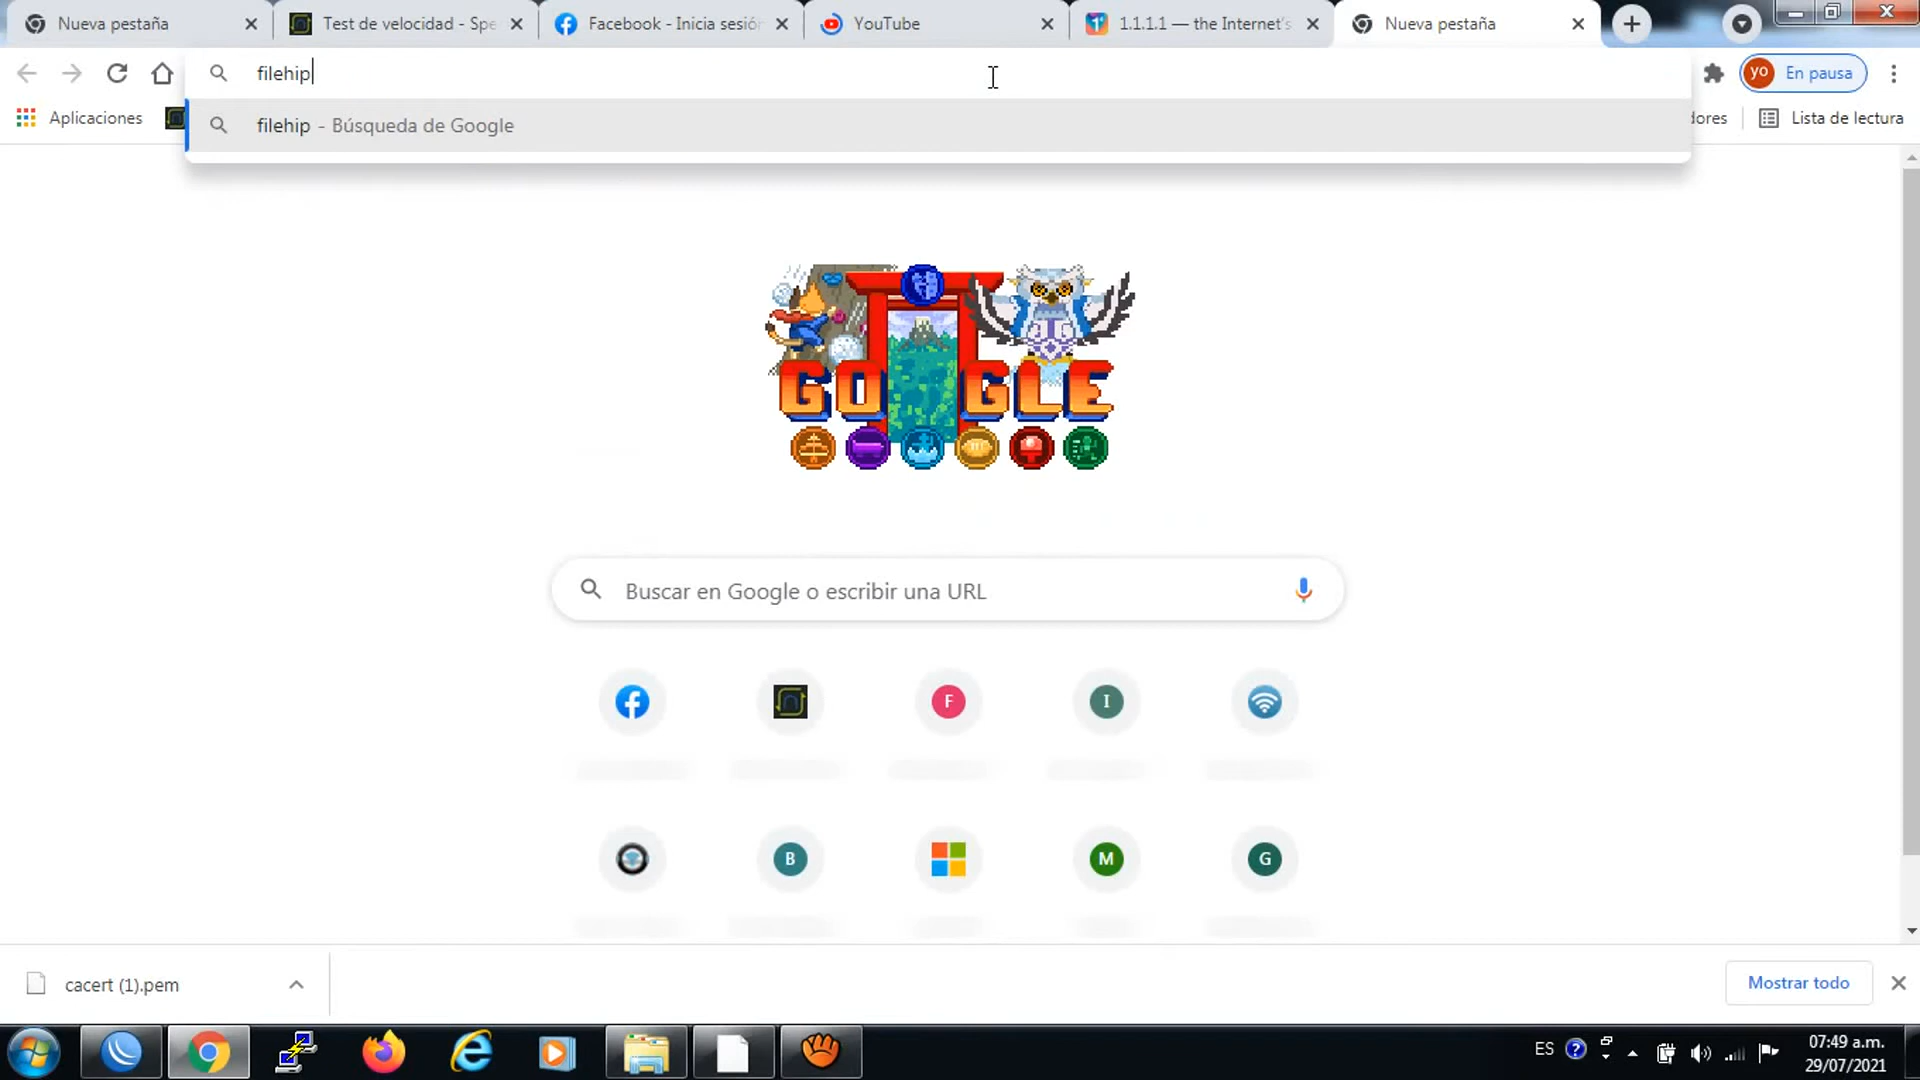 Nueva pestaña
Test de velocidad - Spe
Facebook - Inicia sesión
YouTube
1.1.1.1 — the Internet's
Nueva pestaña
filehip
yo
En pausa
Aplicaciones
filehip - Búsqueda de Google
dores
Lista de lectura
GOOGLE
Buscar en Google o escribir una URL
F
I
B
M
G
cacert (1).pem
Mostrar todo
ES
07:49 a.m.
29/07/2021